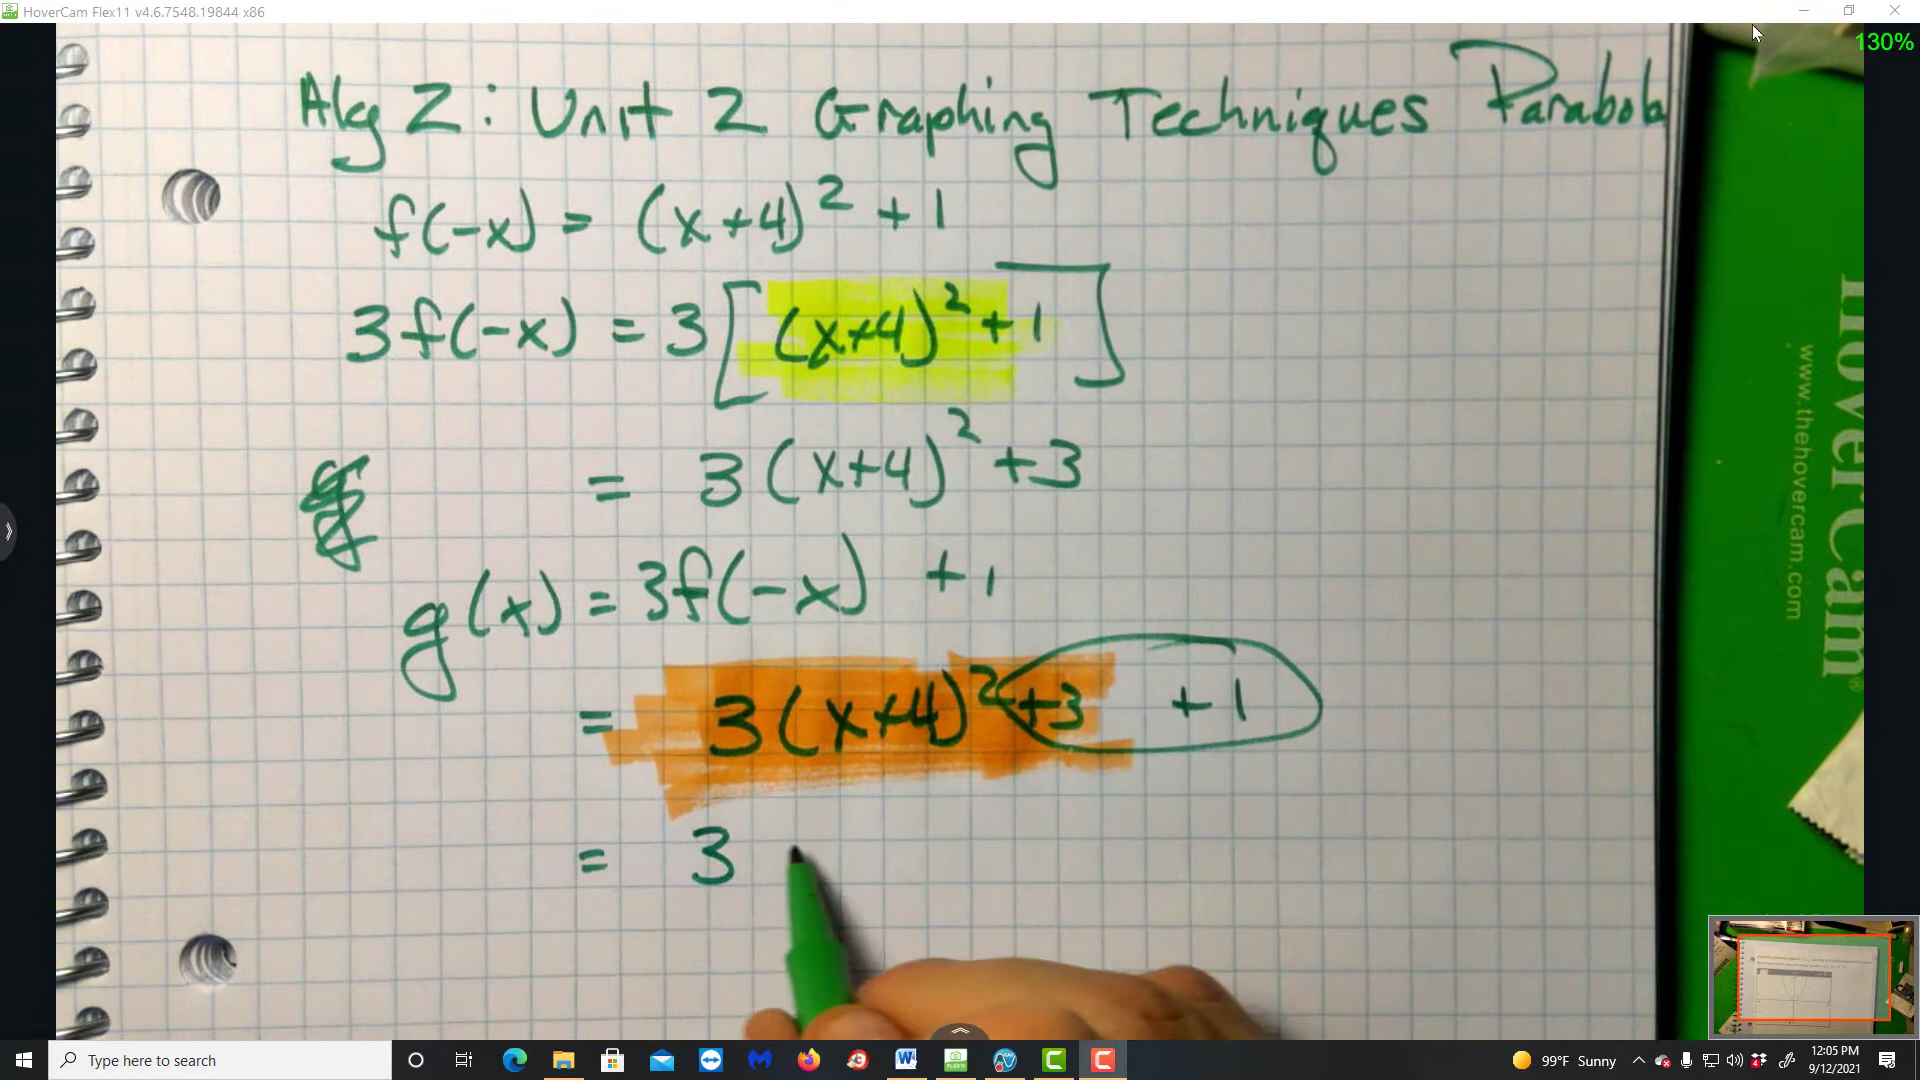 HoverCam Flex11 v4.6.7548.19844 x86
130%
Alg 2: Unit 2 Graphing Techniques Parabola
f(-x) = (x+4)² + 1
3f(-x) = 3[(x+4)² + 1]
= 3(x+4)² + 3
g(x) = 3f(-x) + 1
= 3(x+4)² + 3 + 1
= 3
HoverCam®
www.thehovercam.com
Type here to search
99°F Sunny
12:05 PM
9/12/2021